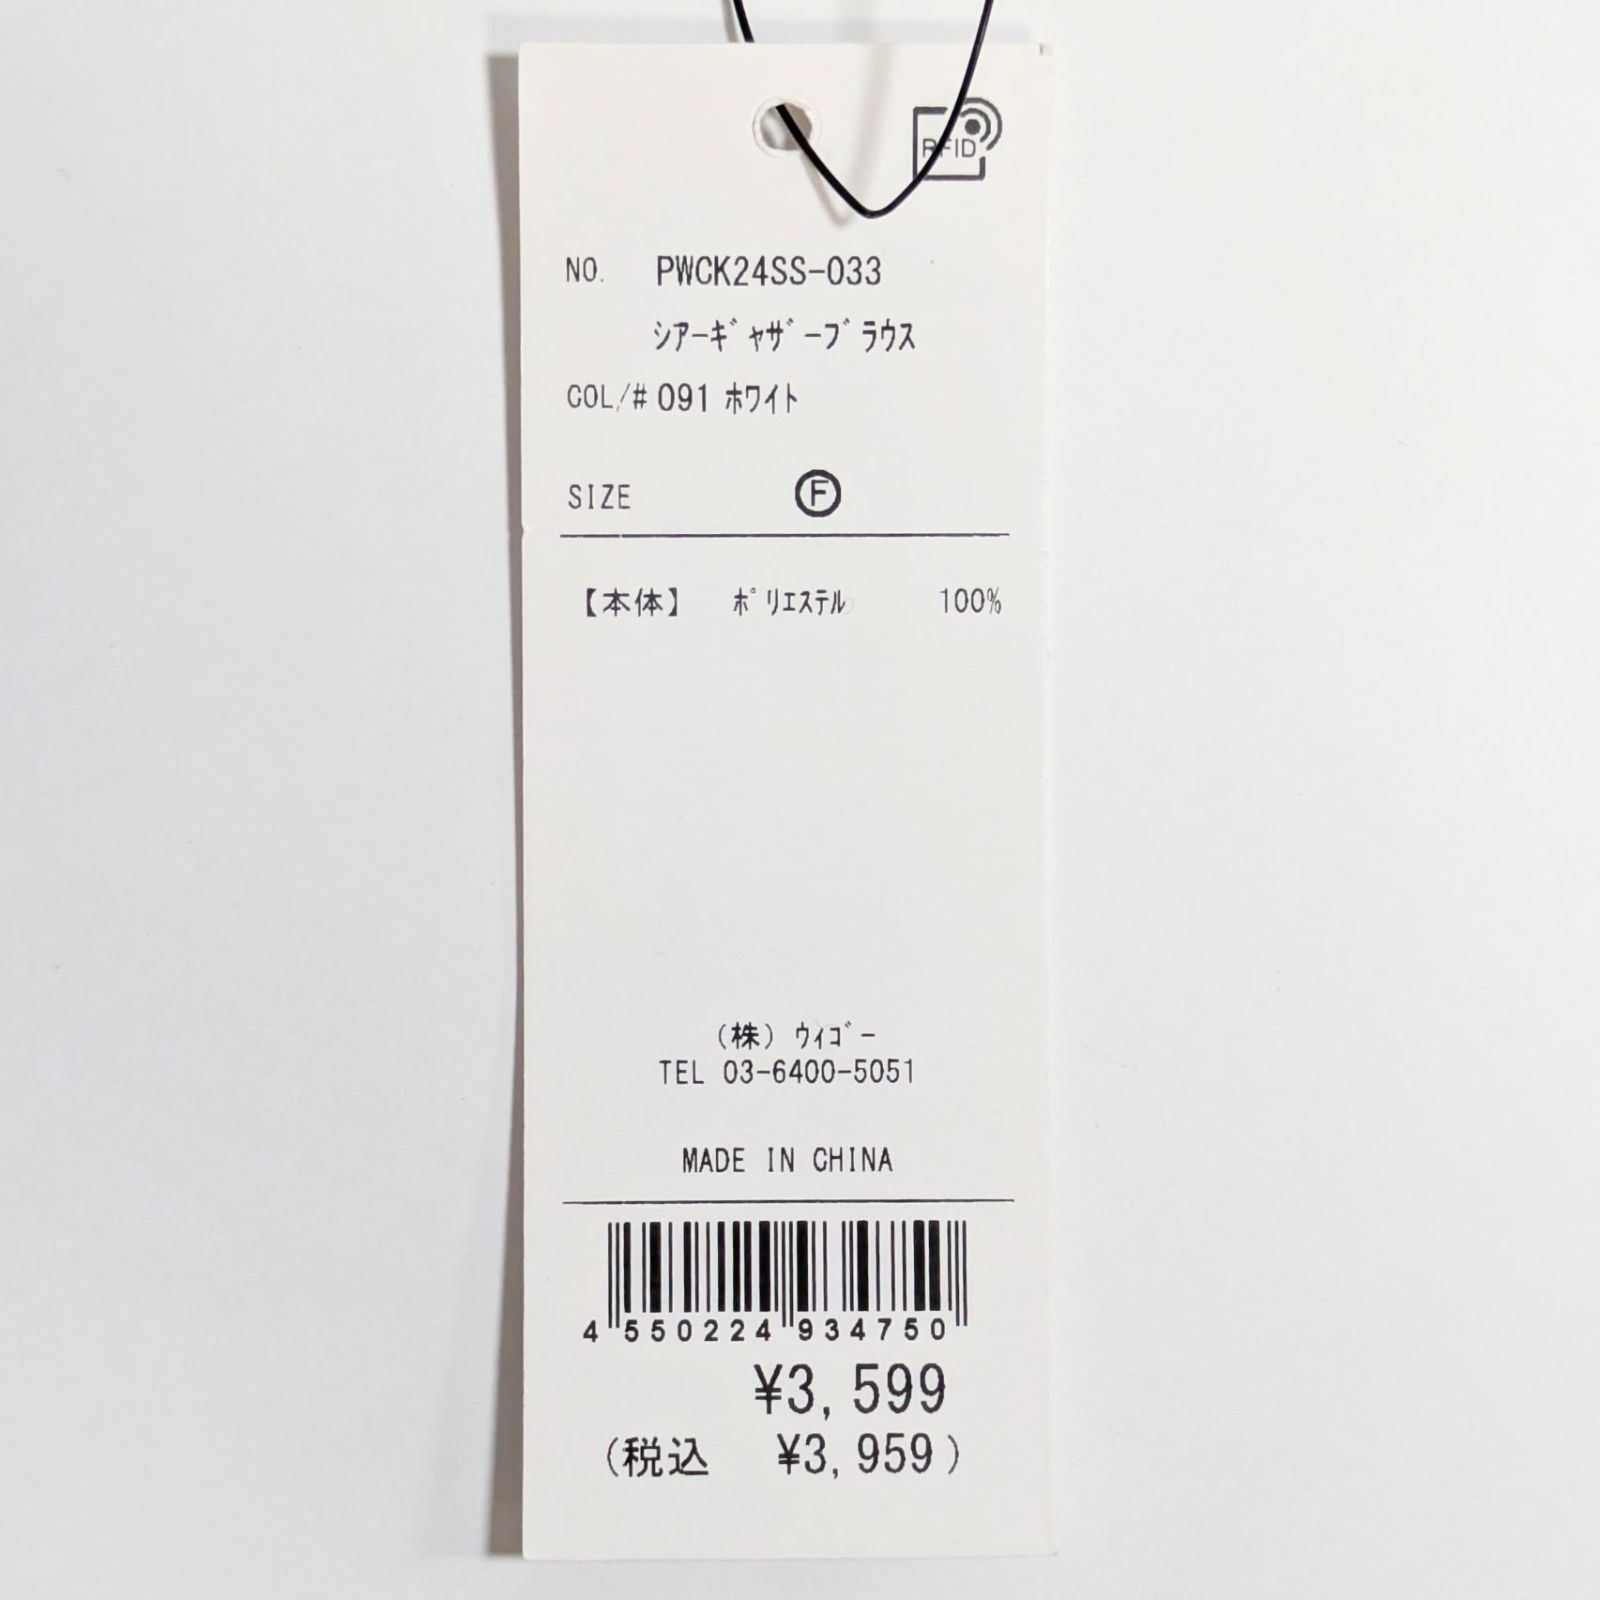 RFID
NO. PWCK24SS-033
シアーギャザーブラウス
COL/# 091 ホワイト
SIZE Ⓕ
【本体】 ポリエステル 100%
(株) ウィゴー
TEL 03-6400-5051
MADE IN CHINA
4 550224 934750
¥3,599
(税込 ¥3,959)